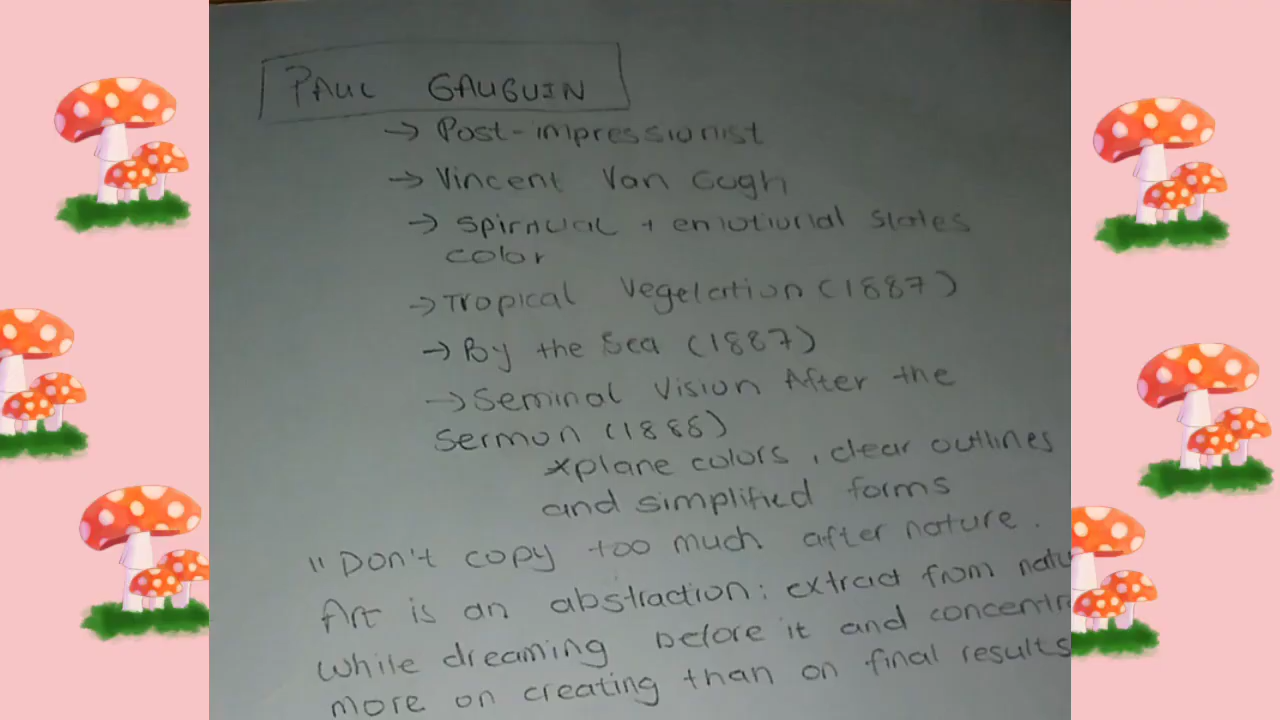 PAUL GAUGUIN
→ Post-impressionist
→ Vincent Van Gogh
→ Spiritual + emotional states
color
→ Tropical Vegetation (1887)
→ By the Sea (1887)
→ Seminal Vision After the
Sermon (1888)
*plane colors, clear outlines
and simplified forms
"Don't copy too much after nature.
Art is an abstraction: extract from natu
while dreaming before it and concentr
more on creating than on final results